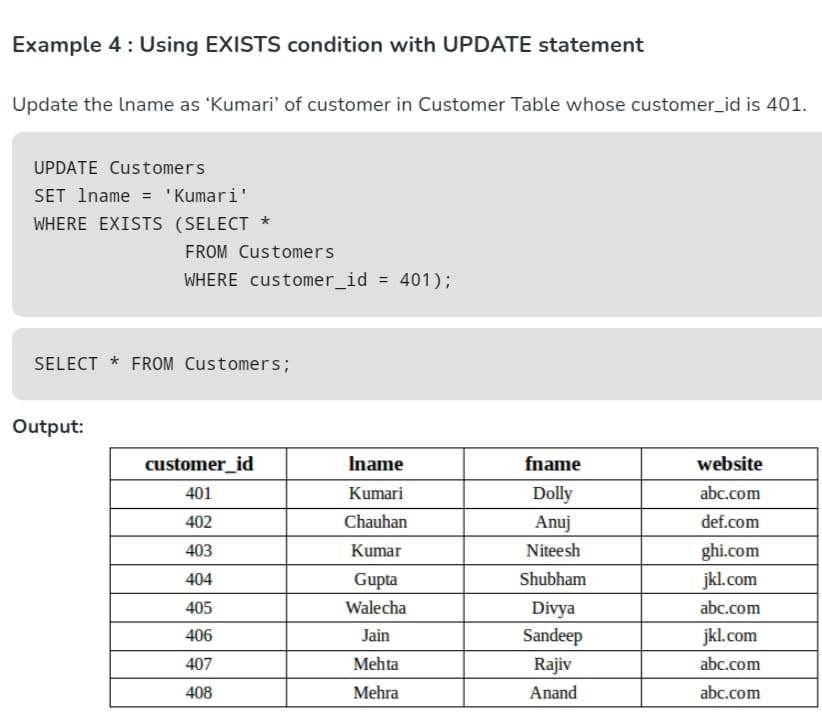 Example 4 : Using EXISTS condition with UPDATE statement
Update the lname as ‘Kumari’ of customer in Customer Table whose customer_id is 401.
UPDATE Customers
SET lname = 'Kumari'
WHERE EXISTS (SELECT *
FROM Customers
WHERE customer_id = 401);
SELECT * FROM Customers;
Output:
customer_id lname fname website
401 Kumari Dolly abc.com
402 Chauhan Anuj def.com
403 Kumar Niteesh ghi.com
404 Gupta Shubham jkl.com
405 Walecha Divya abc.com
406 Jain Sandeep jkl.com
407 Mehta Rajiv abc.com
408 Mehra Anand abc.com